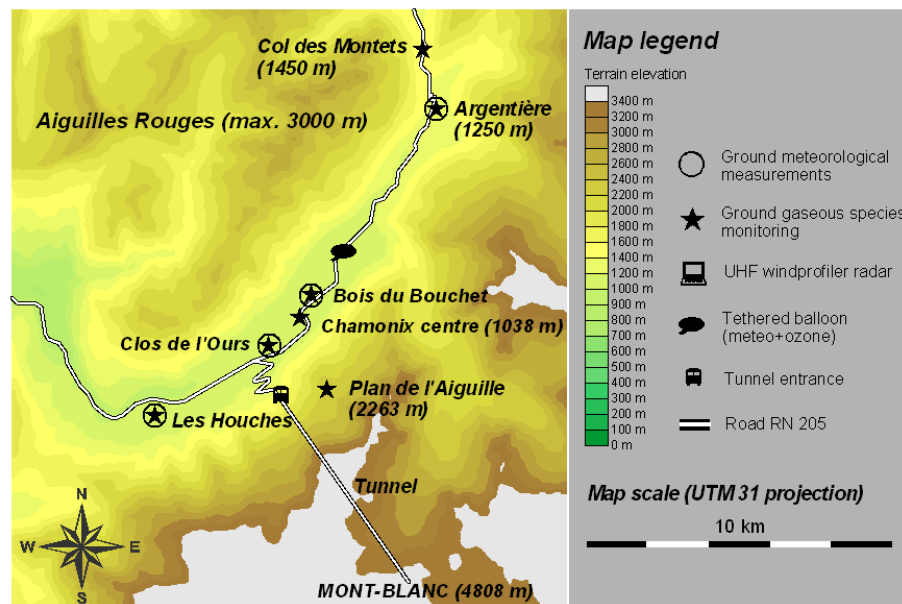 Col des Montets
(1450 m)
Aiguilles Rouges (max. 3000 m)
Argentière
(1250 m)
Bois du Bouchet
Chamonix centre (1038 m)
Clos de l'Ours
Plan de l'Aiguille
(2263 m)
Les Houches
Tunnel
N
W
E
S
MONT-BLANC (4808 m)
Map legend
Terrain elevation
3400 m
3200 m
3000 m
2800 m
2600 m
2400 m
2200 m
2000 m
1800 m
1600 m
1400 m
1200 m
1000 m
900 m
800 m
700 m
600 m
500 m
400 m
300 m
200 m
100 m
0 m
Ground meteorological
measurements
Ground gaseous species
monitoring
UHF windprofiler radar
Tethered balloon
(meteo+ozone)
Tunnel entrance
Road RN 205
Map scale (UTM 31 projection)
10 km